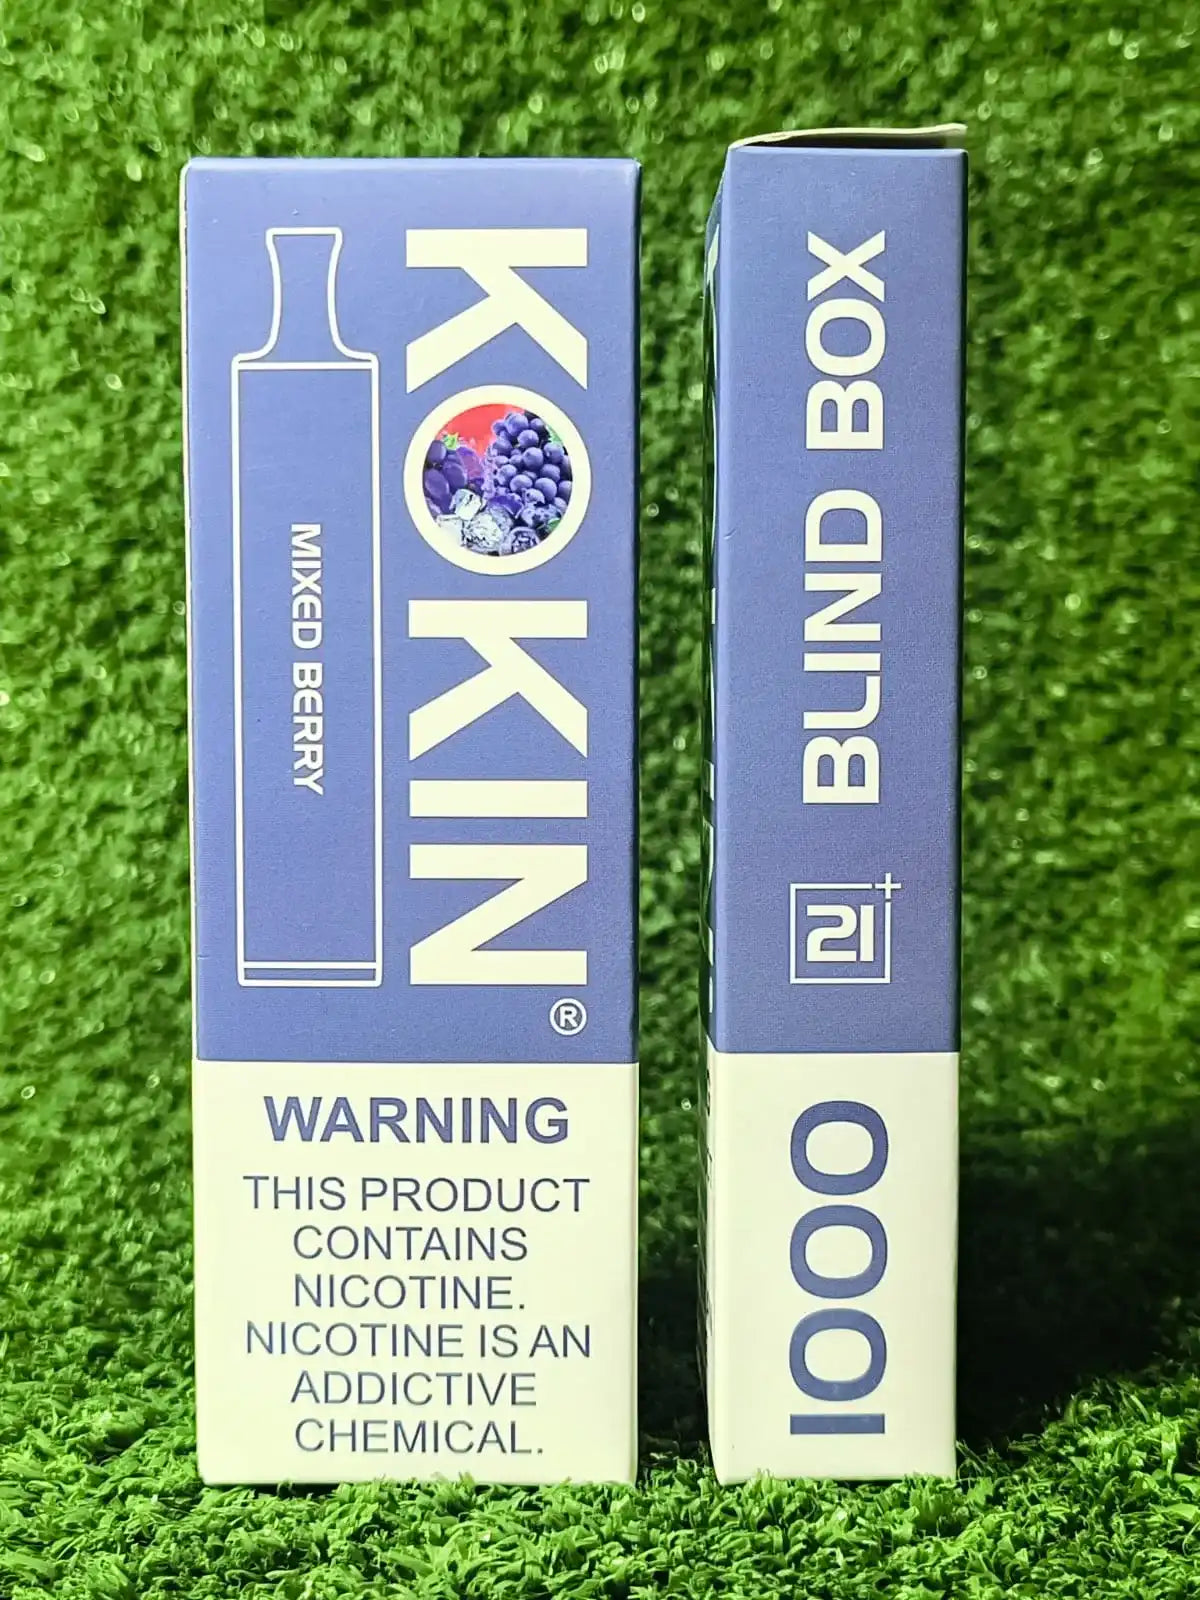 KOKIN®
MIXED BERRY
WARNING
THIS PRODUCT
CONTAINS
NICOTINE.
NICOTINE IS AN
ADDICTIVE
CHEMICAL.
BLIND BOX
21+
1000